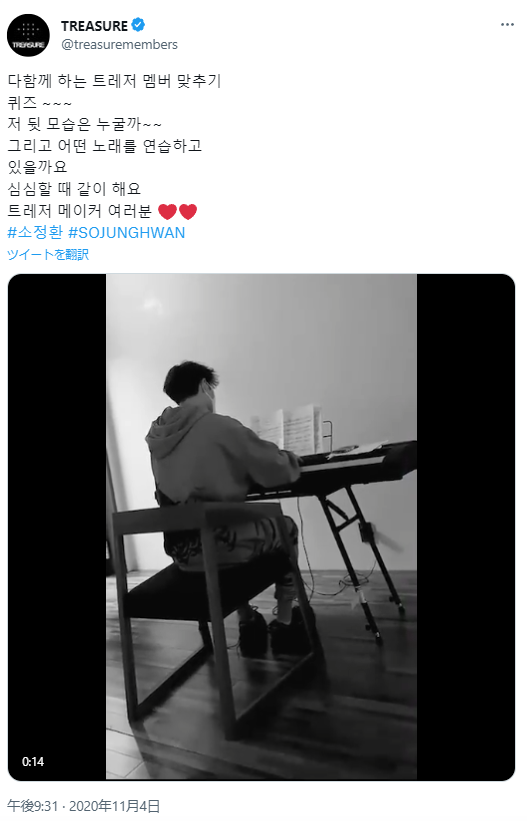 TREASURE
TREASURE
@treasuremembers
다함께 하는 트레저 멤버 맞추기
퀴즈 ~~~
저 뒷 모습은 누굴까~~
그리고 어떤 노래를 연습하고
있을까요
심심할 때 같이 해요
트레저 메이커 여러분 ❤️❤️
#소정환 #SOJUNGHWAN
ツイートを翻訳
0:14
午後9:31 · 2020年11月4日